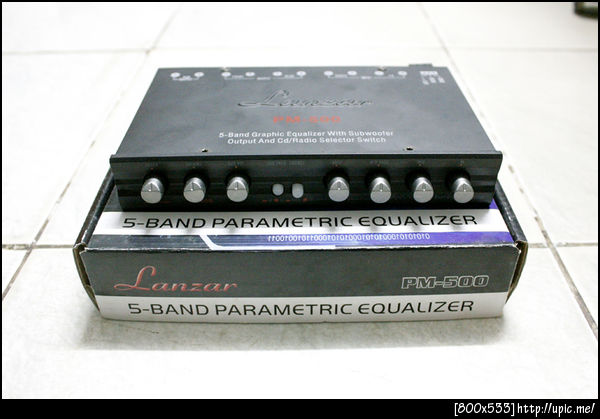 Lanzar
PM-500
5-Band Graphic Equalizer With Subwoofer
Output And Cd/Radio Selector Switch
5-BAND PARAMETRIC EQUALIZER
Lanzar
PM-500
5-BAND PARAMETRIC EQUALIZER
[800x533]http://upic.me/